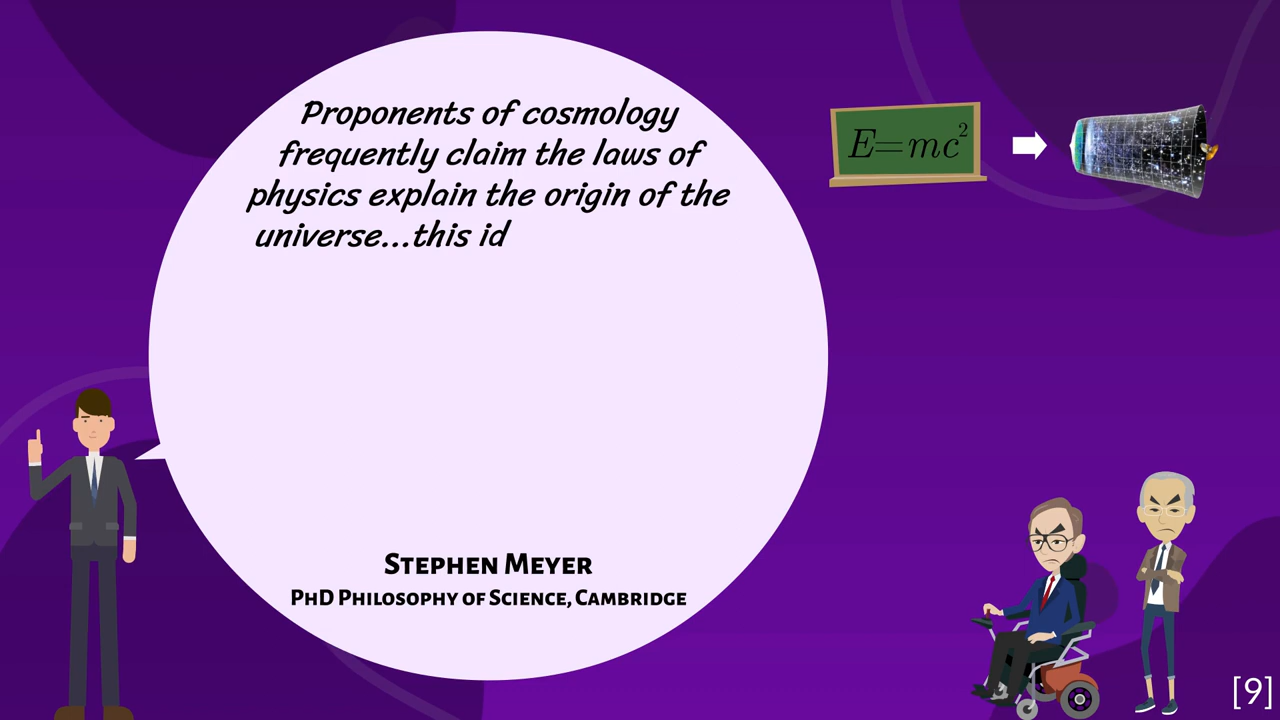 Proponents of cosmology
frequently claim the laws of
physics explain the origin of the
universe...this id
E=mc²
Stephen Meyer
PhD Philosophy of Science, Cambridge
[9]